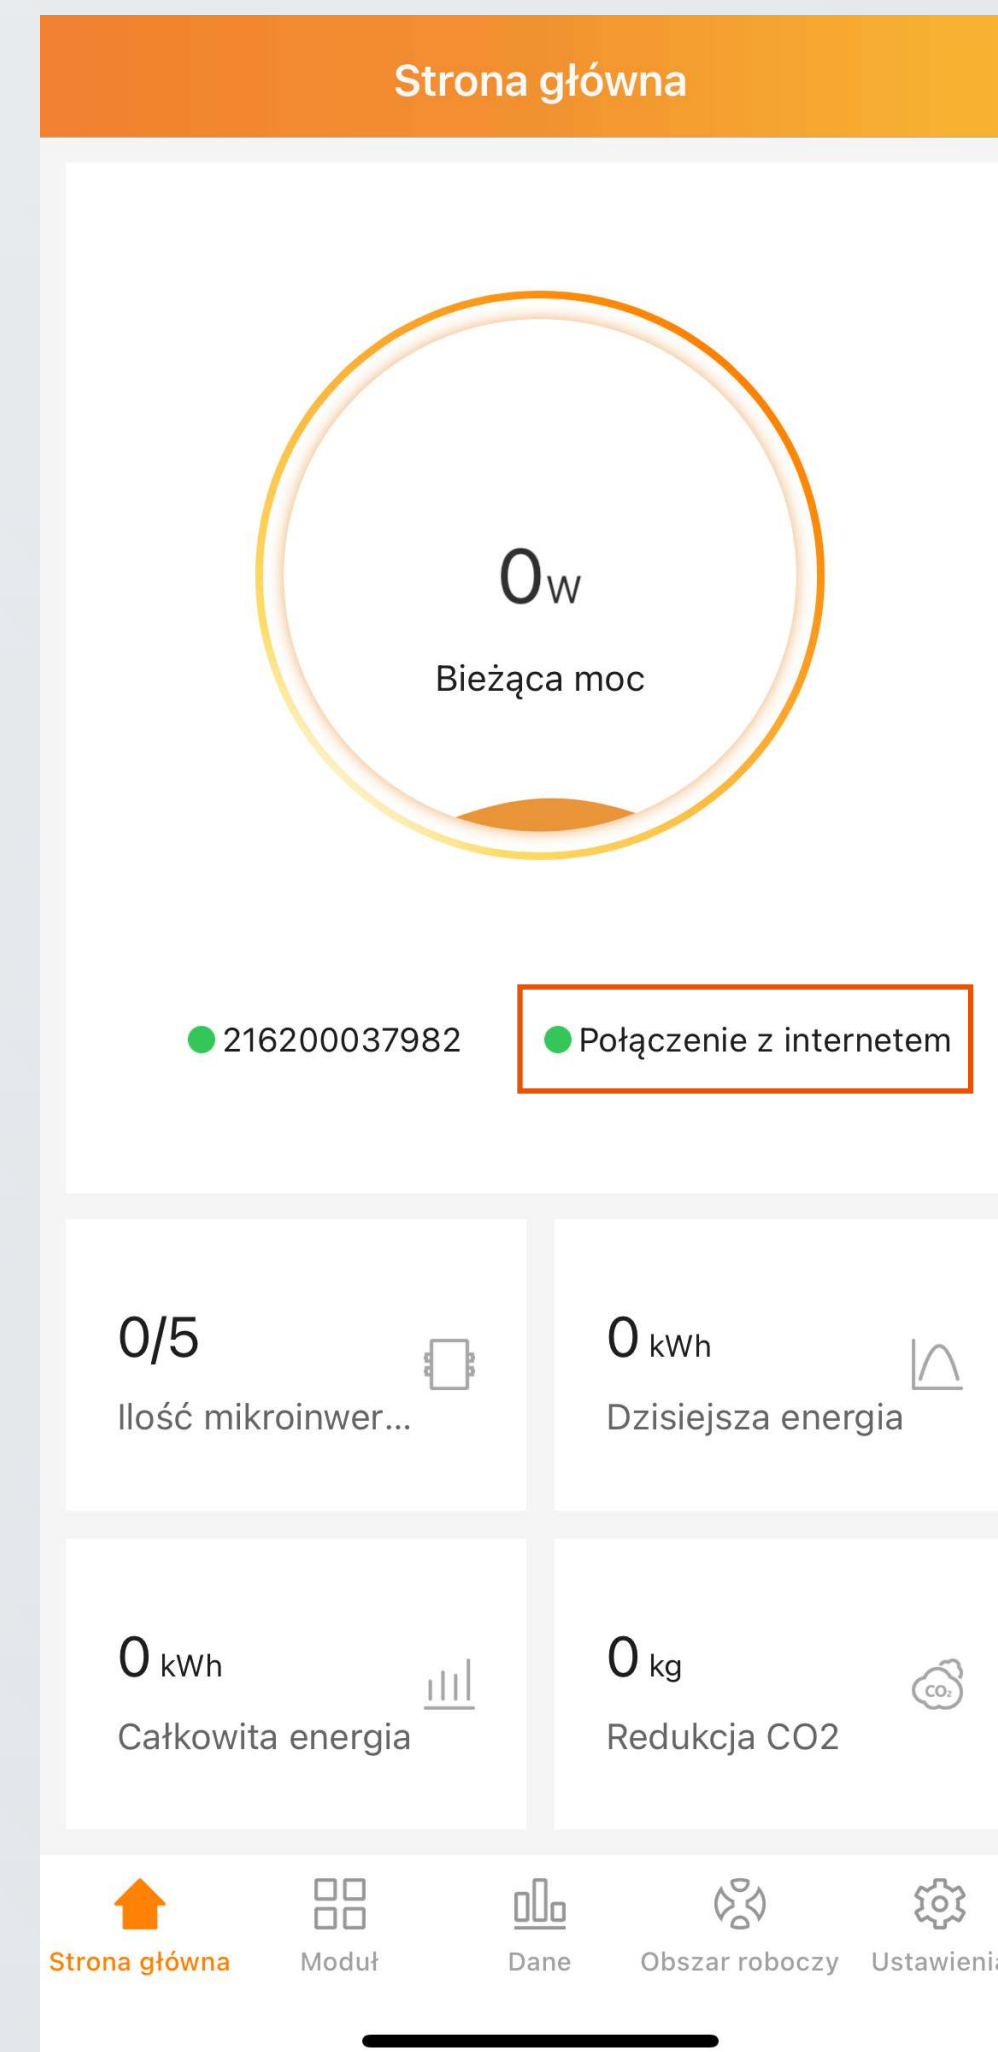 Strona główna
0W
Bieżąca moc
216200037982
Połączenie z internetem
0/5
Ilość mikroinwer...
0 kWh
Dzisiejsza energia
0 kWh
Całkowita energia
0 kg
CO₂
Redukcja CO2
Strona główna
Moduł
Dane
Obszar roboczy
Ustawienia